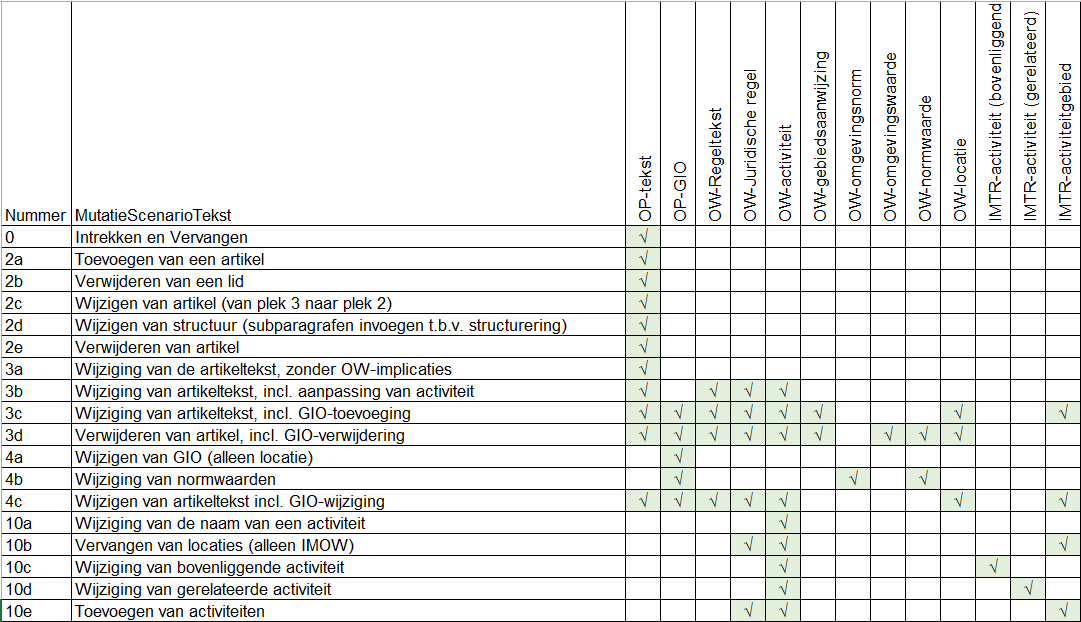 Nummer MutatieScenarioTekst OP-tekst OP-GIO OW-Regeltekst OW-Juridische regel OW-activiteit OW-gebiedsaanwijzing OW-omgevingsnorm OW-omgevingswaarde OW-normwaarde OW-locatie IMTR-activiteit (bovenliggend IMTR-activiteit (gerelateerd) IMTR-activiteitgebied
0 Intrekken en Vervangen √
2a Toevoegen van een artikel √
2b Verwijderen van een lid √
2c Wijzigen van artikel (van plek 3 naar plek 2) √
2d Wijzigen van structuur (subparagrafen invoegen t.b.v. structurering) √
2e Verwijderen van artikel √
3a Wijziging van de artikeltekst, zonder OW-implicaties √
3b Wijziging van artikeltekst, incl. aanpassing van activiteit √ √ √ √
3c Wijziging van artikeltekst, incl. GIO-toevoeging √ √ √ √ √ √ √ √
3d Verwijderen van artikel, incl. GIO-verwijdering √ √ √ √ √ √ √ √ √
4a Wijzigen van GIO (alleen locatie) √
4b Wijziging van normwaarden √ √ √
4c Wijzigen van artikeltekst incl. GIO-wijziging √ √ √ √ √ √ √
10a Wijziging van de naam van een activiteit √
10b Vervangen van locaties (alleen IMOW) √ √ √
10c Wijziging van bovenliggende activiteit √ √
10d Wijziging van gerelateerde activiteit √ √
10e Toevoegen van activiteiten √ √ √